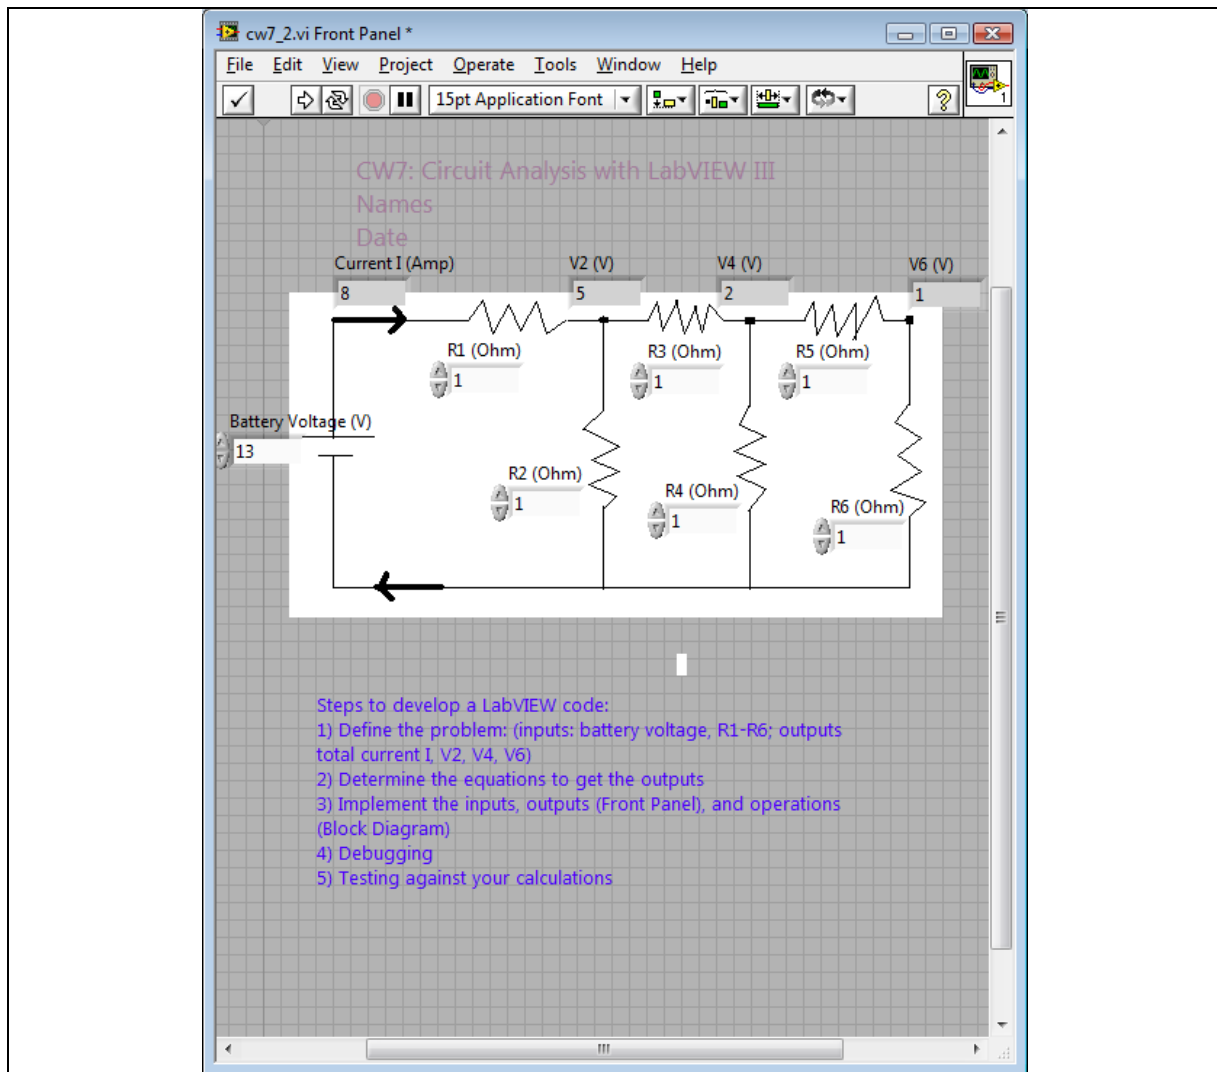 cw7_2.vi Front Panel *
File Edit View Project Operate Tools Window Help
15pt Application Font
1
CW7: Circuit Analysis with LabVIEW III
Names
Date
Current I (Amp) V2 (V) V4 (V) V6 (V)
8 5 2 1
R1 (Ohm) R3 (Ohm) R5 (Ohm)
1 1 1
Battery Voltage (V)
13
R2 (Ohm) R4 (Ohm) R6 (Ohm)
1 1 1
Steps to develop a LabVIEW code:
1) Define the problem: (inputs: battery voltage, R1-R6; outputs
total current I, V2, V4, V6)
2) Determine the equations to get the outputs
3) Implement the inputs, outputs (Front Panel), and operations
(Block Diagram)
4) Debugging
5) Testing against your calculations